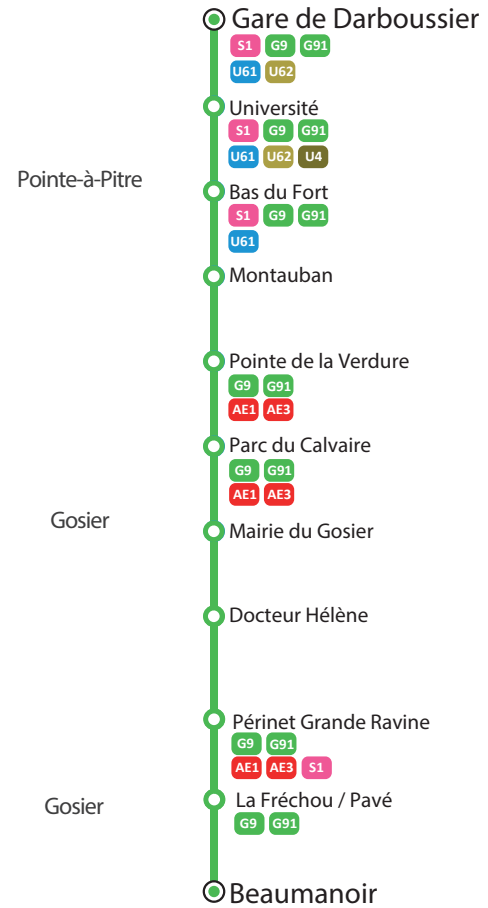 Gare de Darboussier
S1 G9 G91
U61 U62
Université
S1 G9 G91
U61 U62 U4
Pointe-à-Pitre
Bas du Fort
S1 G9 G91
U61
Montauban
Pointe de la Verdure
G9 G91
AE1 AE3
Parc du Calvaire
G9 G91
AE1 AE3
Gosier
Mairie du Gosier
Docteur Hélène
Périnet Grande Ravine
G9 G91
AE1 AE3 S1
Gosier
La Fréchou / Pavé
G9 G91
Beaumanoir